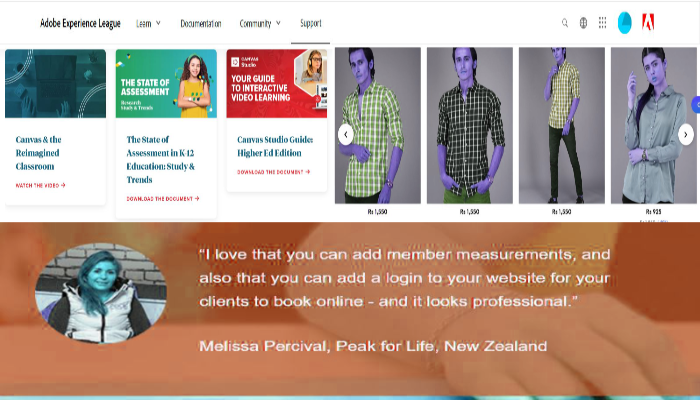 Adobe Experience League Learn Documentation Community Support
THE STATE OF
ASSESSMENT
Research
Study & Trends
CANVAS
Studio
YOUR GUIDE
TO INTERACTIVE
VIDEO LEARNING
Canvas & the
Reimagined
Classroom
WATCH THE VIDEO →
The State of
Assessment in K-12
Education: Study &
Trends
DOWNLOAD THE DOCUMENT →
Canvas Studio Guide:
Higher Ed Edition
DOWNLOAD THE DOCUMENT →
Rs 1,550
Rs 1,550
Rs 1,550
Rs 925
"I love that you can add member measurements, and
also that you can add a login to your website for your
clients to book online - and it looks professional."
Melissa Percival, Peak for Life, New Zealand